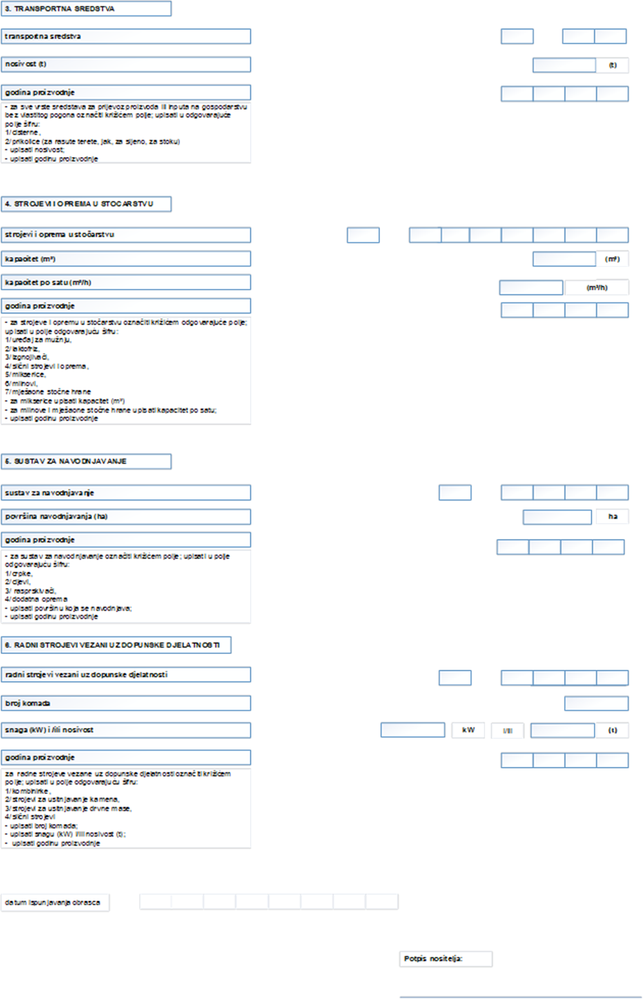 3. TRANSPORTNA SREDSTVA
transportna sredstva
nosivost (t)
(t)
godina proizvodnje
- za sve vrste sredstava za prijevoz proizvoda ili inputa na gospodarstvu
bez vlastitog pogona označiti križićem polje; upisati u odgovarajuće
polje šifru:
1/ cisterne,
2/ prikolice (za rasute terete, jak, za sijeno, za stoku)
- upisati nosivost;
- upisati godinu proizvodnje
4. STROJEVI I OPREMA U STOČARSTVU
strojevi i oprema u stočarstvu
kapacitet (m³)
(m³)
kapacitet po satu (m³/h)
(m³/h)
godina proizvodnje
- za strojeve i opremu u stočarstvu označiti križićem odgovarajuće polje;
upisati u polje odgovarajuću šifru:
1/ uređaj za mužnju,
2/ laktofriz,
3/ izgnojivači,
4/ slični strojevi i oprema,
5/ mikserice,
6/ mlinovi,
7/ mješaone stočne hrane
- za mikserice upisati kapacitet (m³)
- za mlinove i mješaone stočne hrane upisati kapacitet po satu;
- upisati godinu proizvodnje
5. SUSTAV ZA NAVODNJAVANJE
sustav za navodnjavanje
površina navodnjavanja (ha)
ha
godina proizvodnje
- za sustav za navodnjavanje označiti križićem polje; upisati u polje
odgovarajuću šifru:
1/ crpke,
2/ cijevi,
3/ rasprskivači,
4/ dodatna oprema
- upisati površinu koja se navodnjava;
- upisati godinu proizvodnje
6. RADNI STROJEVI VEZANI UZ DOPUNSKE DJELATNOSTI
radni strojevi vezani uz dopunske djelatnosti
broj komada
snaga (kW) i /ili nosivost
kW
i/ili
(t)
godina proizvodnje
za radne strojeve vezane uz dopunske djelatnosti označiti križićem
polje; upisati u polje odgovarajuću šifru:
1/ kombinirke,
2/ strojevi za usitnjavanje kamena,
3/ strojevi za usitnjavanje drvne mase,
4/ slični strojevi
- upisati broj komada;
- upisati snagu (kW) i/ili nosivost (t);
- upisati godinu proizvodnje
datum ispunjavanja obrasca
Potpis nositelja: